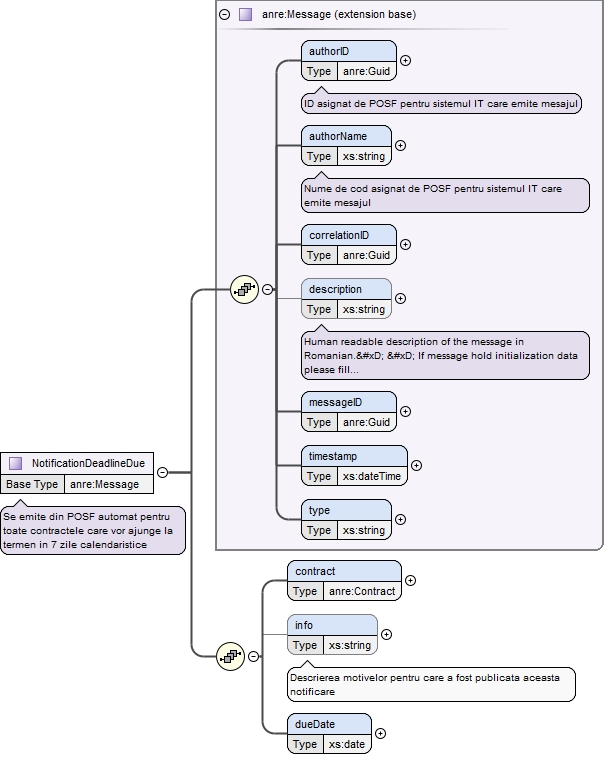 anre:Message (extension base)
authorID
Type anre:Guid
ID asignat de POSF pentru sistemul IT care emite mesajul
authorName
Type xs:string
Nume de cod asignat de POSF pentru sistemul IT care
emite mesajul
correlationID
Type anre:Guid
description
Type xs:string
Human readable description of the message in
Romanian.&#xD; &#xD; If message hold initialization data
please fill...
messageID
Type anre:Guid
timestamp
Type xs:dateTime
type
Type xs:string
NotificationDeadlineDue
Base Type anre:Message
Se emite din POSF automat pentru
toate contractele care vor ajunge la
termen in 7 zile calendaristice
contract
Type anre:Contract
info
Type xs:string
Descrierea motivelor pentru care a fost publicata aceasta
notificare
dueDate
Type xs:date